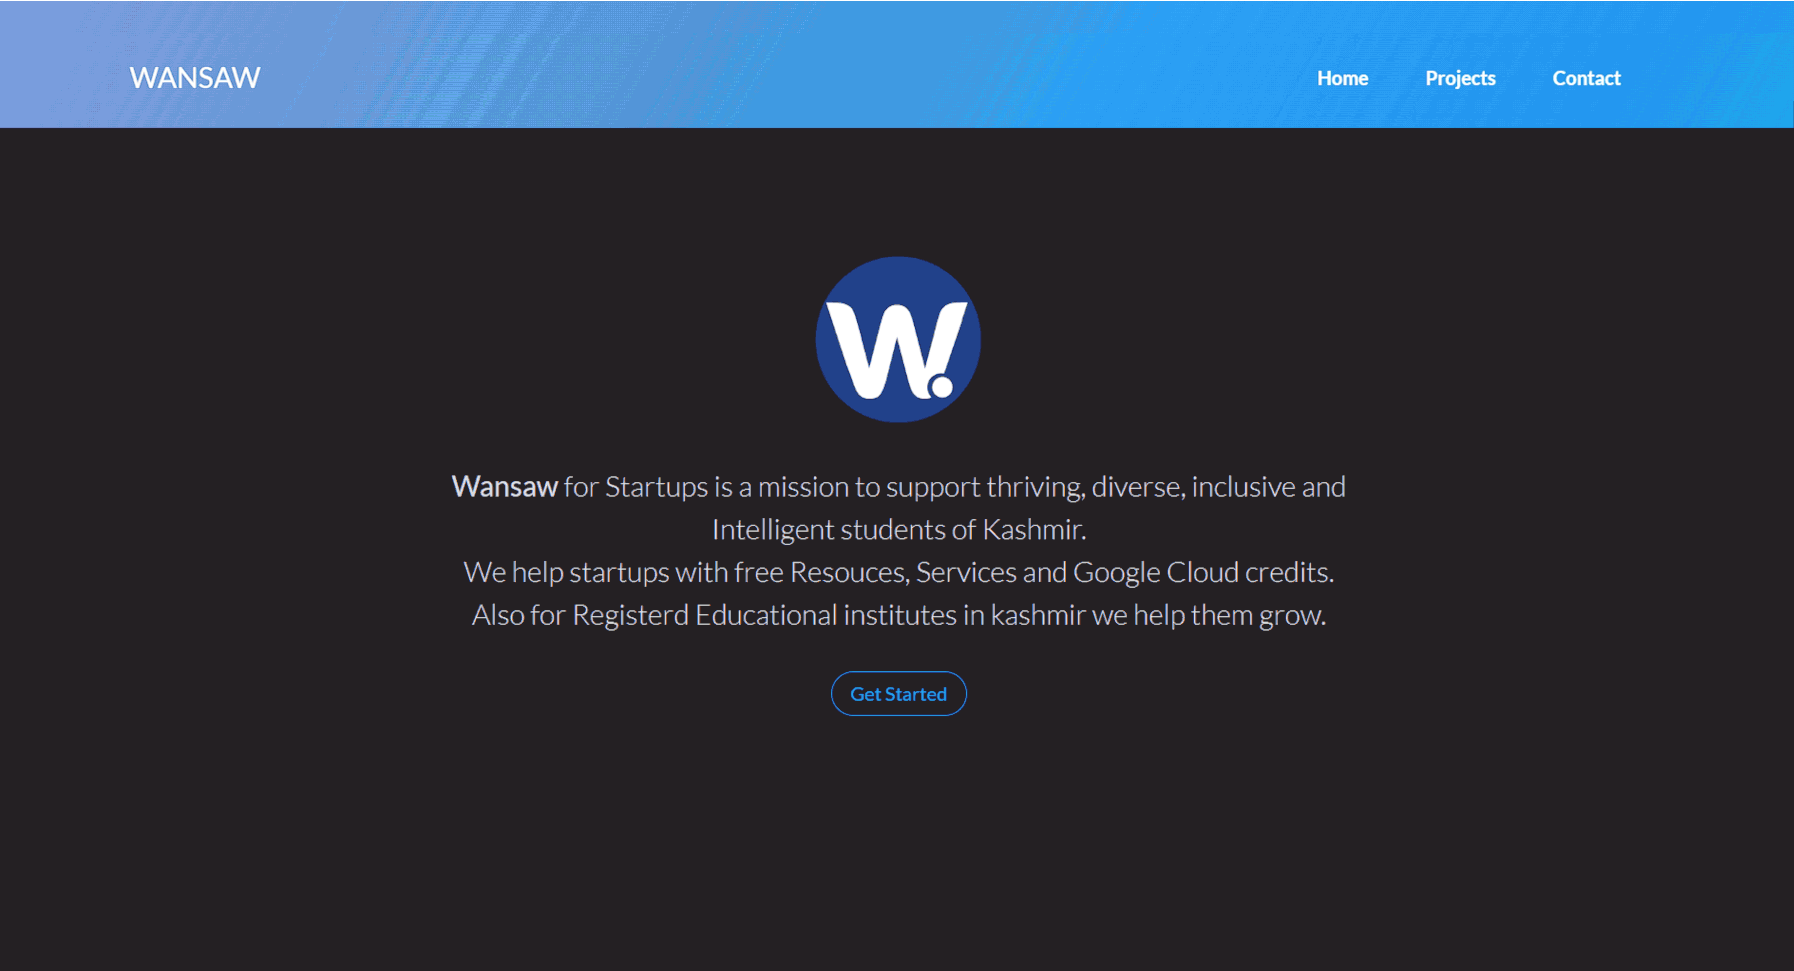 WANSAW
Home
Projects
Contact
W.
Wansaw for Startups is a mission to support thriving, diverse, inclusive and
Intelligent students of Kashmir.
We help startups with free Resouces, Services and Google Cloud credits.
Also for Registerd Educational institutes in kashmir we help them grow.
Get Started